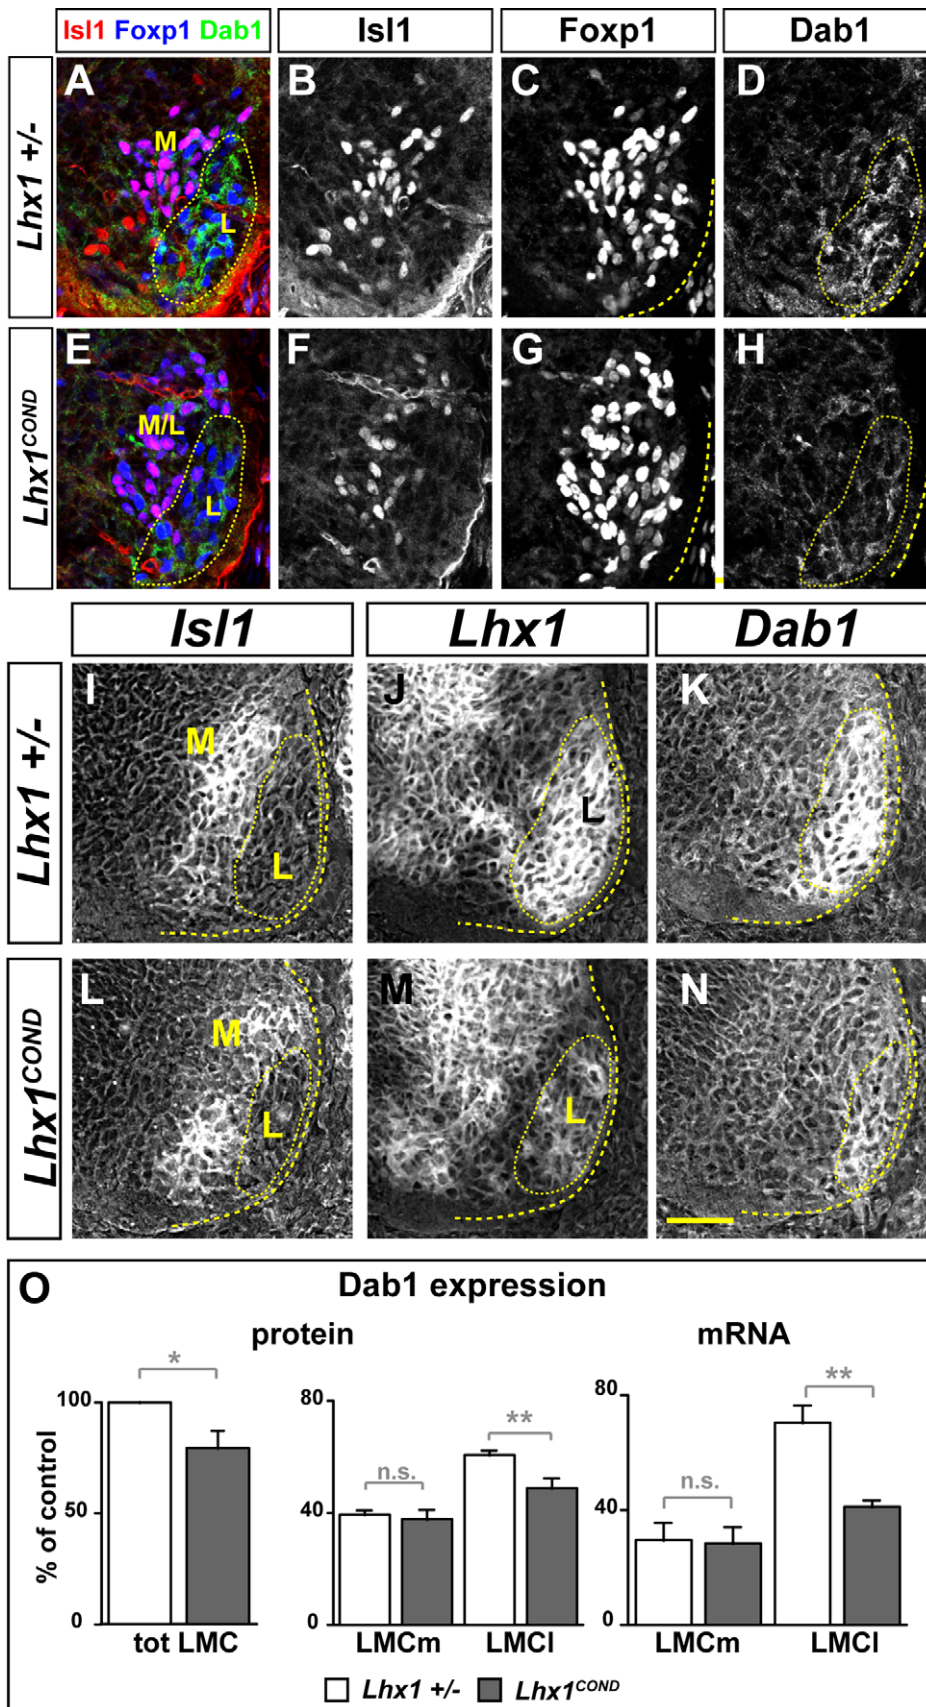 Isl1 Foxp1 Dab1
Isl1
Foxp1
Dab1
Lhx1 +/-
A
M
L
B
C
D
Lhx1COND
E
M/L
L
F
G
H
Isl1
Lhx1
Dab1
Lhx1 +/-
I
M
L
J
L
K
Lhx1COND
L
M
L
M
L
N
O
Dab1 expression
protein
mRNA
% of control
100
50
0
*
tot LMC
80
40
0
n.s.
**
LMCm
LMCl
80
40
0
n.s.
**
LMCm
LMCl
Lhx1 +/-
Lhx1COND